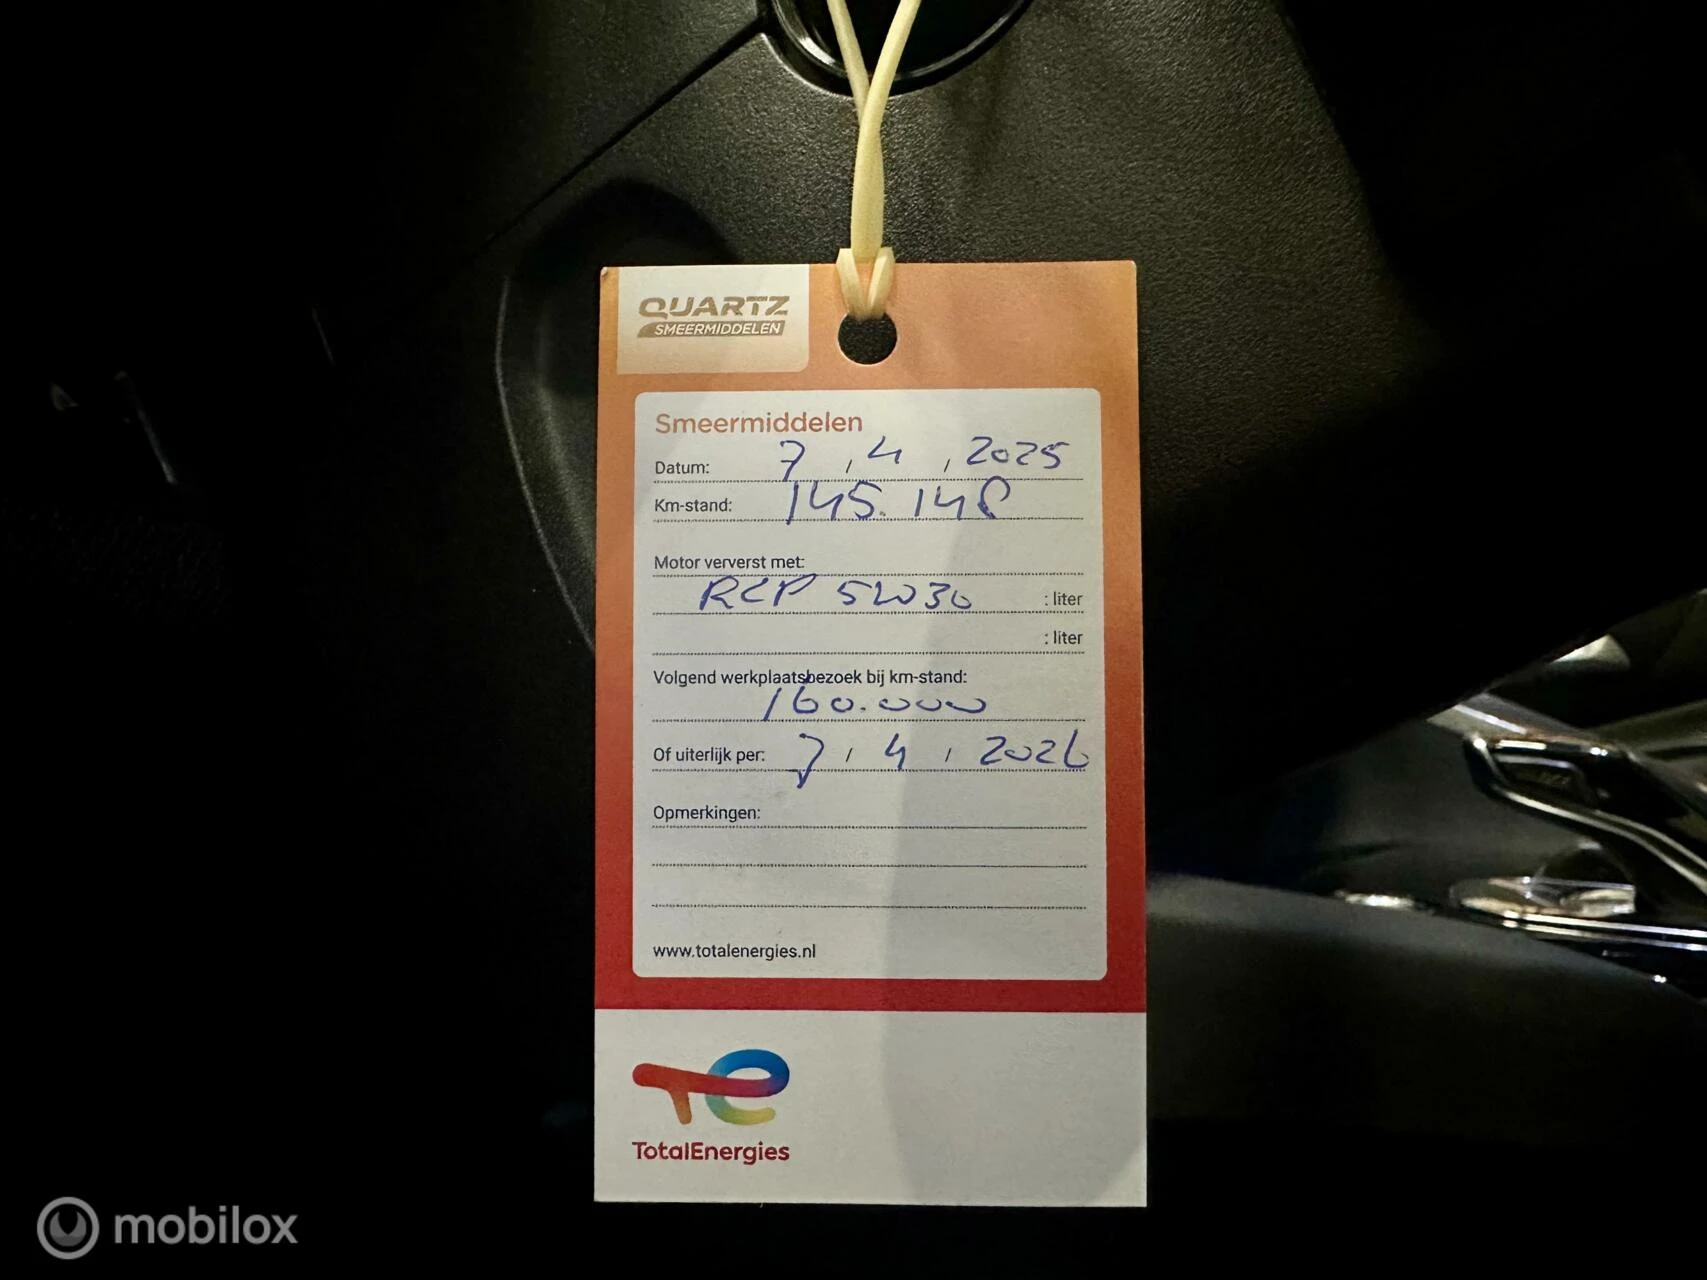 QUARTZ
SMEERMIDDELEN
Smeermiddelen
Datum: 7 / 4 / 2025
Km-stand: 145.148
Motor ververst met:
RCP 5W30 : liter
: liter
Volgend werkplaatsbezoek bij km-stand:
160.000
Of uiterlijk per: 7 / 4 / 2026
Opmerkingen:
www.totalenergies.nl
TotalEnergies
mobilox